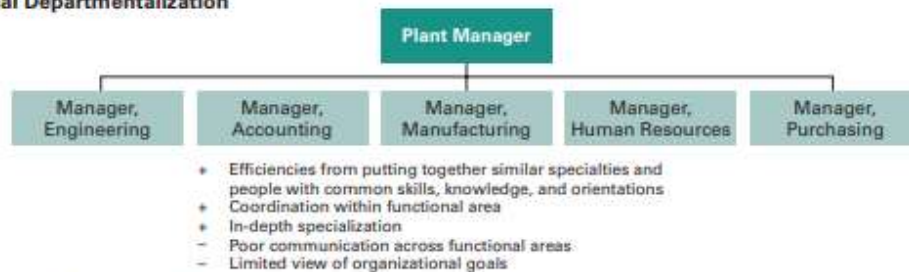 al Departmentalization
Plant Manager
Manager,
Engineering
Manager,
Accounting
Manager,
Manufacturing
Manager,
Human Resources
Manager,
Purchasing
+ Efficiencies from putting together similar specialties and
people with common skills, knowledge, and orientations
+ Coordination within functional area
+ In-depth specialization
– Poor communication across functional areas
– Limited view of organizational goals